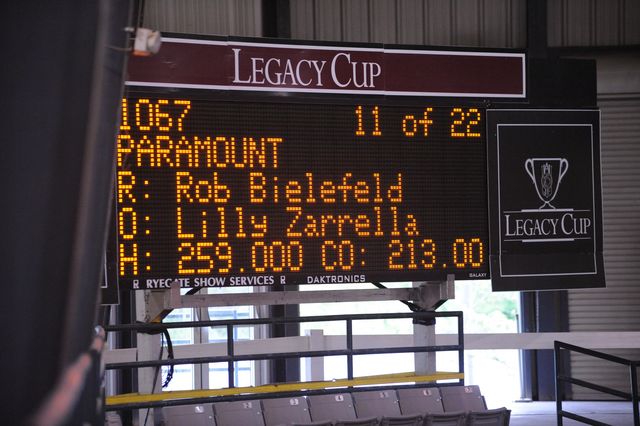 LEGACY CUP
1067 11 of 22
PARAMOUNT
R: Rob Bielefeld
O: Lilly Zarrella
H: 259.000 CO: 213.00
R RYEGATE SHOW SERVICES R DAKTRONICS GALAXY
LEGACY CUP